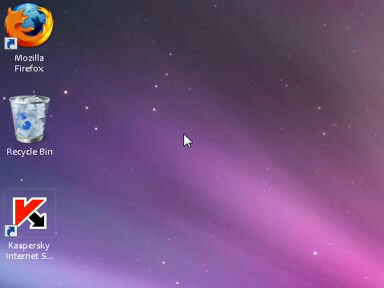 Mozilla
Firefox
Recycle Bin
Kaspersky
Internet S...